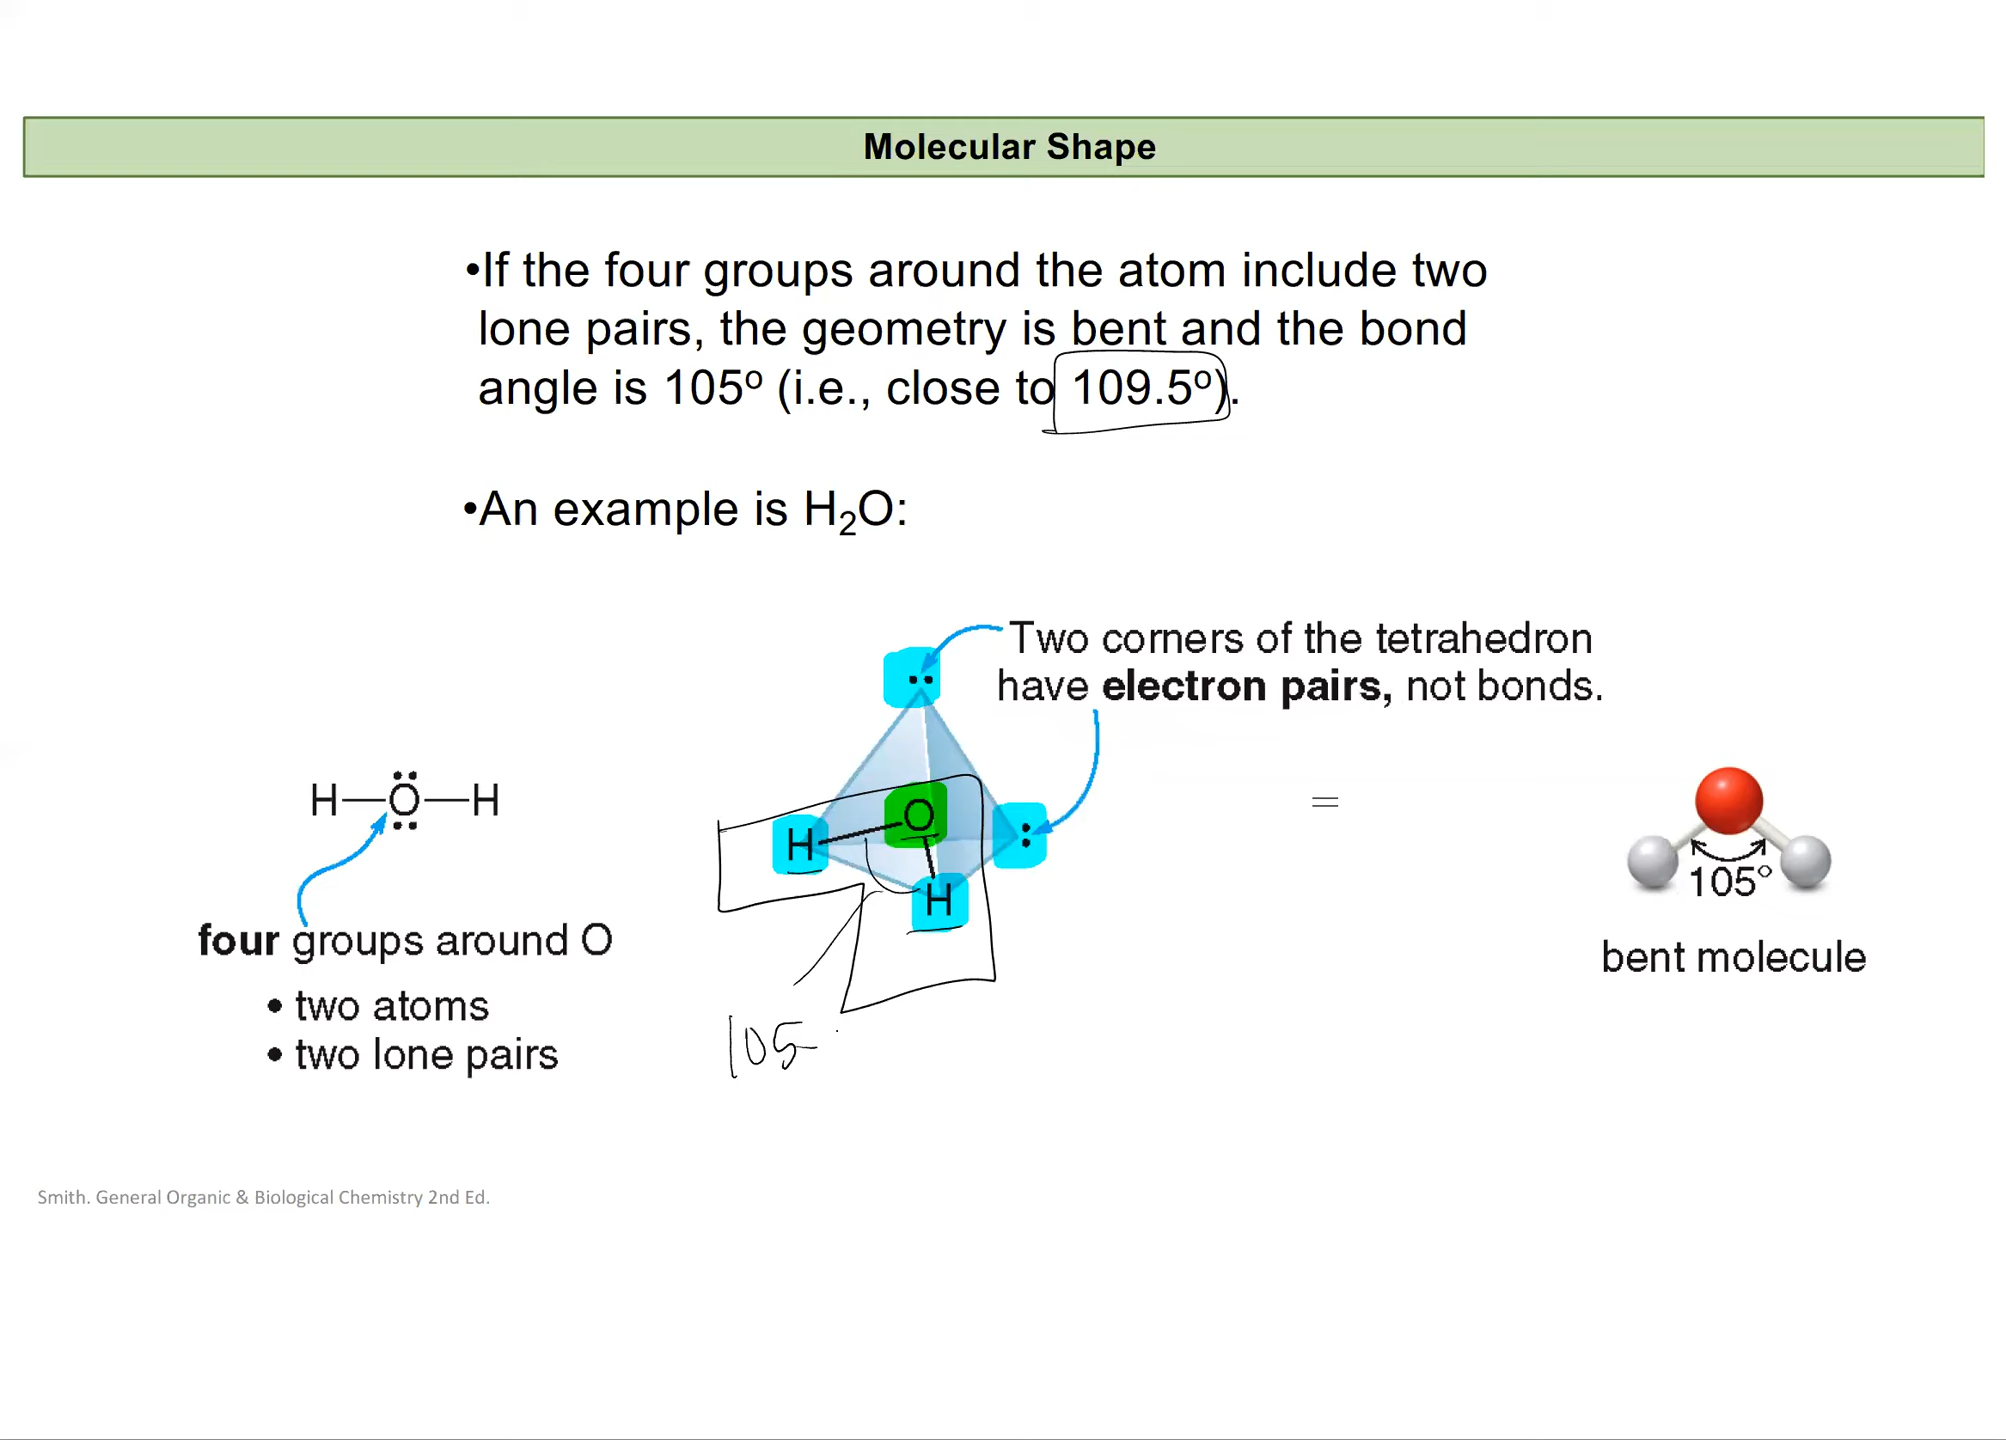 Molecular Shape
•If the four groups around the atom include two
lone pairs, the geometry is bent and the bond
angle is 105º (i.e., close to 109.5º).
•An example is H₂O:
Two corners of the tetrahedron
have electron pairs, not bonds.
H—Ö—H
four groups around O
• two atoms
• two lone pairs
O
H
H
105
=
105°
bent molecule
Smith. General Organic & Biological Chemistry 2nd Ed.